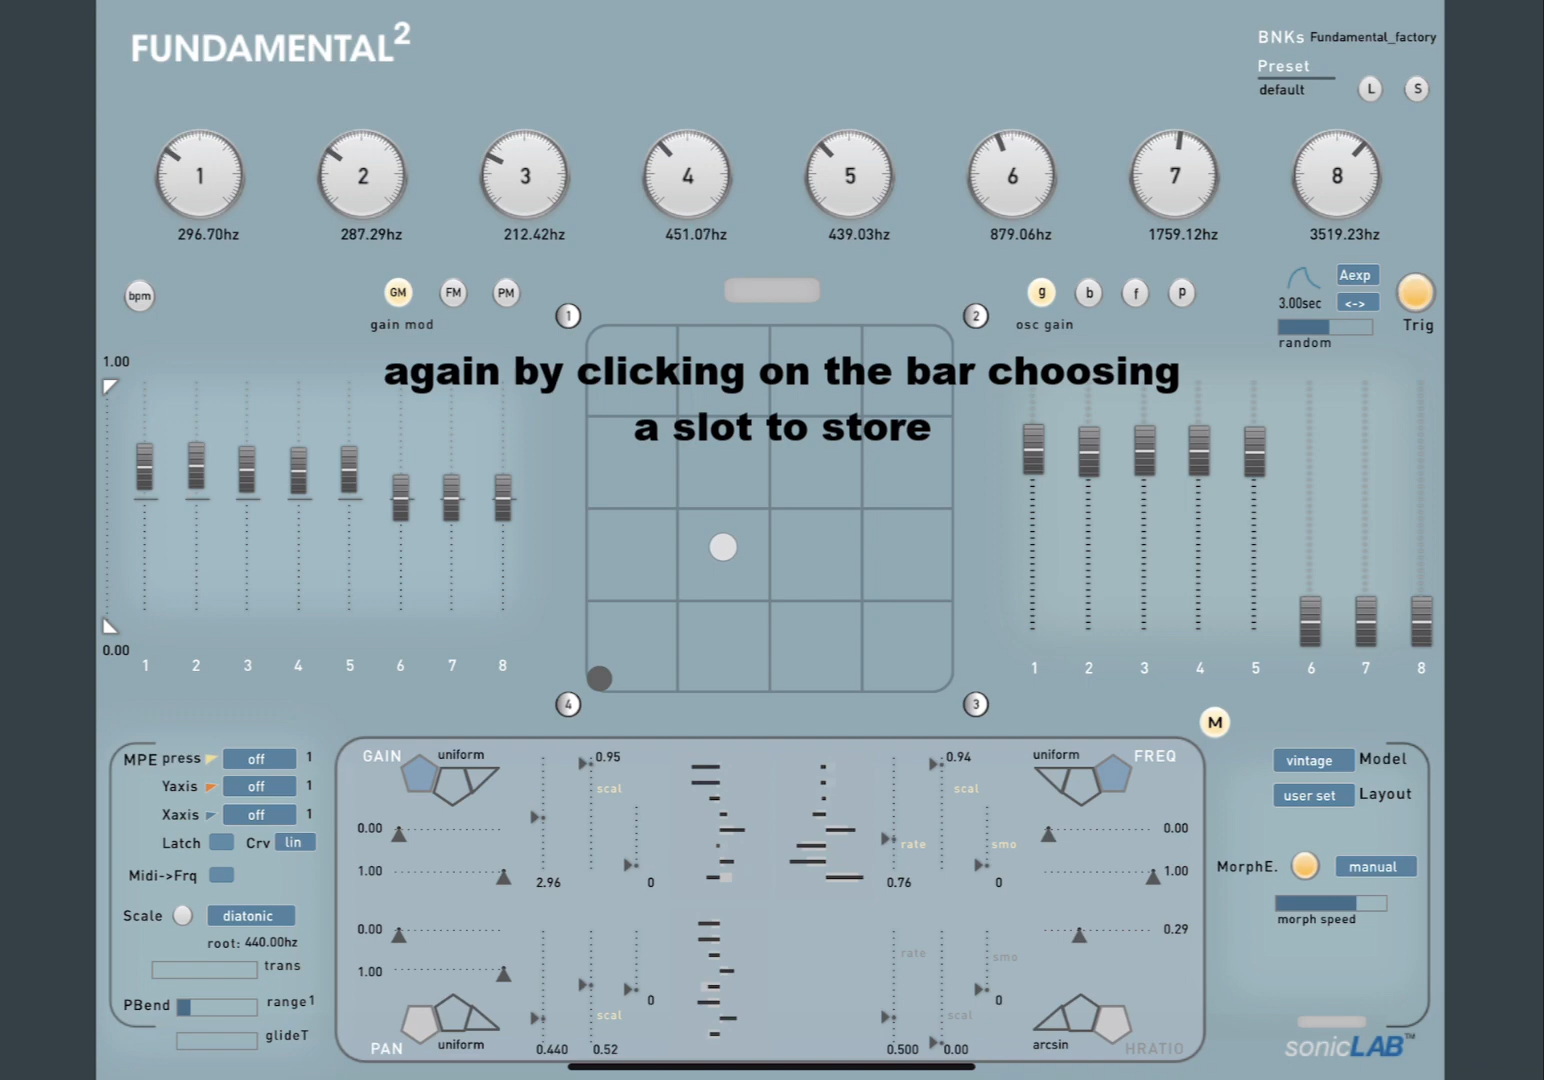 FUNDAMENTAL²
BNKs Fundamental_factory
Preset
default
L S
1 2 3 4 5 6 7 8
296.70hz 287.29hz 212.42hz 451.07hz 439.03hz 879.06hz 1759.12hz 3519.23hz
bpm
GM FM PM
gain mod
1
2
g b f p
osc gain
Aexp
3.00sec <->
Trig
random
1.00
again by clicking on the bar choosing
a slot to store
0.00
1 2 3 4 5 6 7 8
1 2 3 4 5 6 7 8
4
3
M
MPE press off 1
Yaxis off 1
Xaxis off 1
Latch Crv lin
Midi->Frq
Scale diatonic
root: 440.00hz
trans
PBend range1
glideT
GAIN uniform
0.95
scal
0.00
1.00
2.96 0
0.94
scal
uniform FREQ
0.00
rate smo
1.00
0.76 0
0.00
1.00
0
scal
PAN uniform 0.440 0.52
rate smo
0.29
0
scal
0.500 0.00 arcsin HRATIO
vintage Model
user set Layout
MorphE. manual
morph speed
sonicLAB™